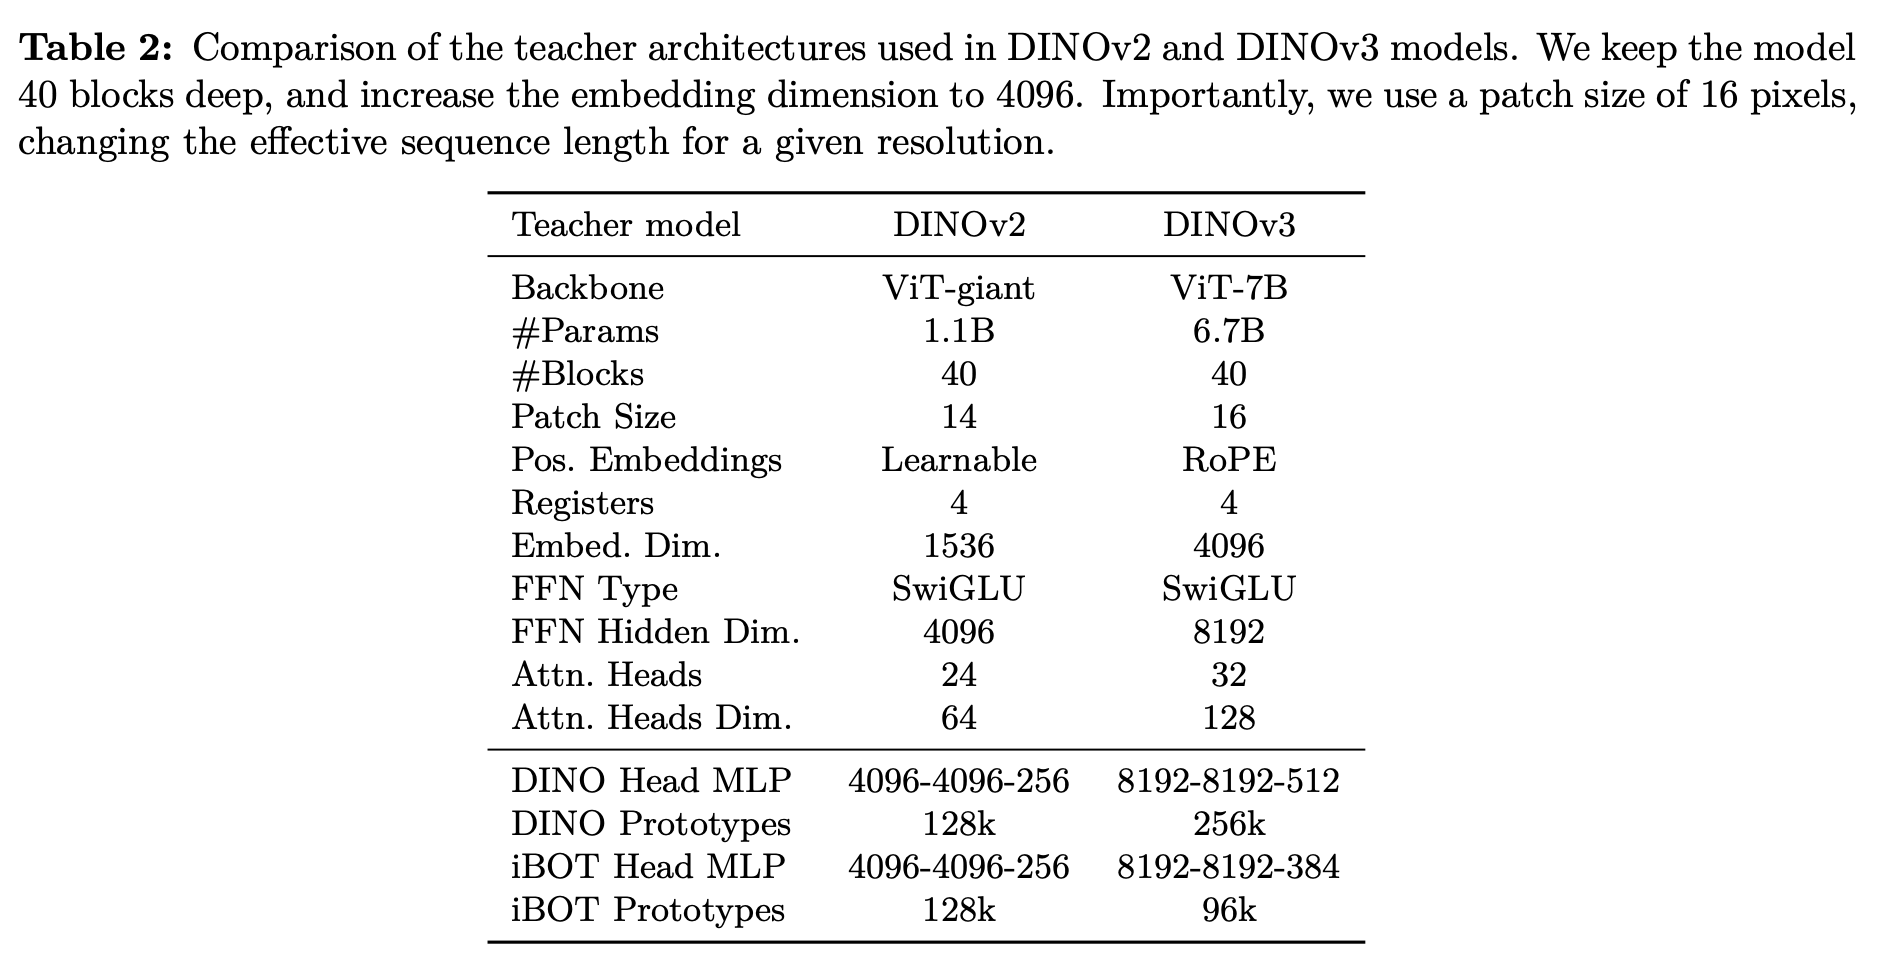 Table 2: Comparison of the teacher architectures used in DINOv2 and DINOv3 models. We keep the model
40 blocks deep, and increase the embedding dimension to 4096. Importantly, we use a patch size of 16 pixels,
changing the effective sequence length for a given resolution.
Teacher model DINOv2 DINOv3
Backbone ViT-giant ViT-7B
#Params 1.1B 6.7B
#Blocks 40 40
Patch Size 14 16
Pos. Embeddings Learnable RoPE
Registers 4 4
Embed. Dim. 1536 4096
FFN Type SwiGLU SwiGLU
FFN Hidden Dim. 4096 8192
Attn. Heads 24 32
Attn. Heads Dim. 64 128
DINO Head MLP 4096-4096-256 8192-8192-512
DINO Prototypes 128k 256k
iBOT Head MLP 4096-4096-256 8192-8192-384
iBOT Prototypes 128k 96k